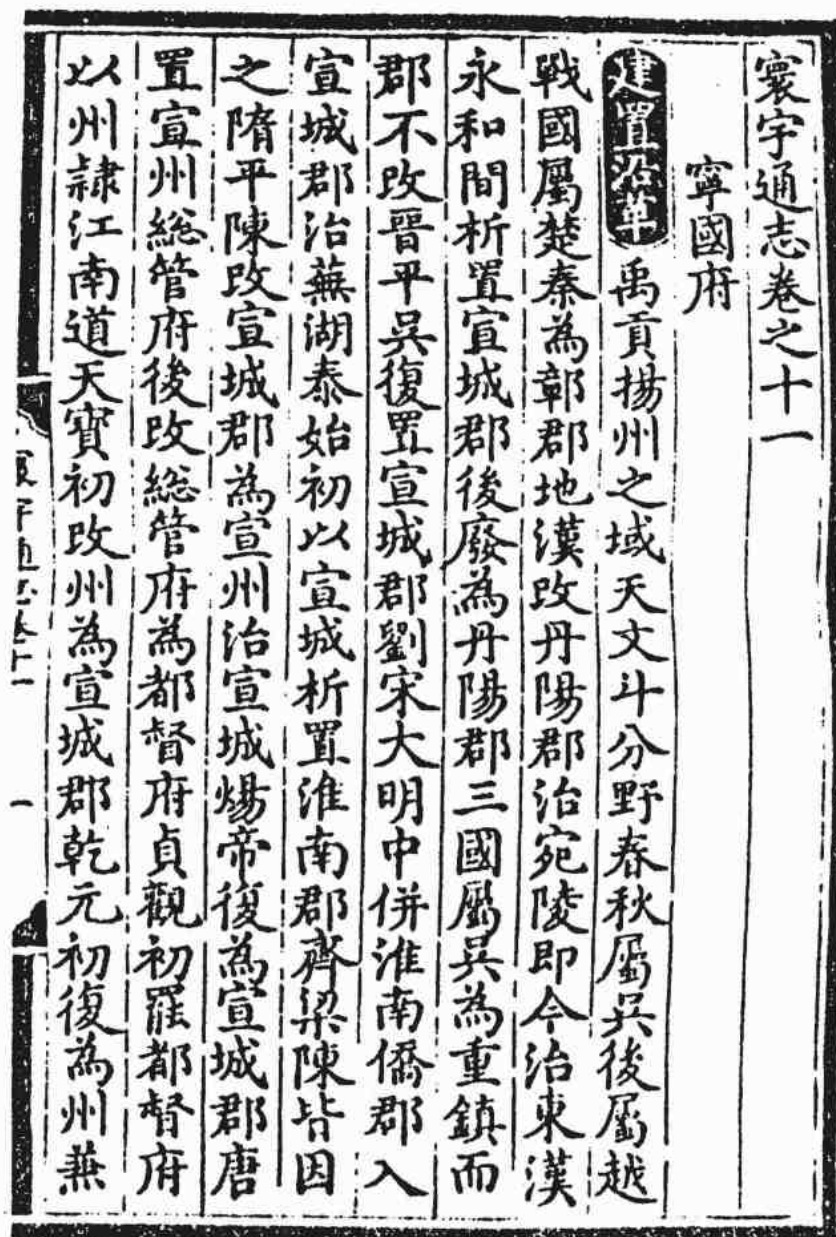 寰宇通志卷之十一
寧國府
建置沿革 禹貢揚州之域天文斗分野春秋屬吳後屬越
戰國屬楚秦為鄣郡地漢改丹陽郡治宛陵即今治東漢
永和間析置宣城郡後廢為丹陽郡三國屬吳為重鎮而
郡不改晉平吳復置宣城郡劉宋大明中併淮南僑郡入
宣城郡治蕪湖泰始初以宣城析置淮南郡齊梁陳皆因
之隋平陳改宣城郡為宣州治宣城煬帝復為宣城郡唐
置宣州總管府後改總管府為都督府貞觀初罷都督府
以州隷江南道天寶初改州為宣城郡乾元初復為州兼
寰宇通志卷十一
一